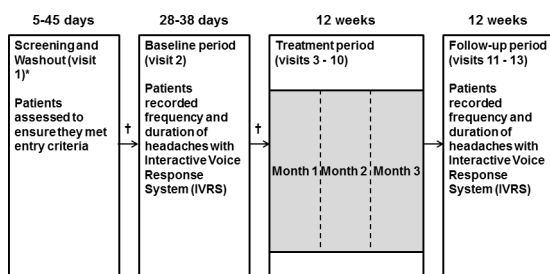 5-45 days
28-38 days
12 weeks
12 weeks
Screening and
Washout (visit
1)*
Patients
assessed to
ensure they met
entry criteria
†
Baseline period
(visit 2)
Patients
recorded
frequency and
duration of
headaches with
Interactive Voice
Response
System (IVRS)
†
Treatment period
(visits 3 - 10)
Month 1
Month 2
Month 3
Follow-up period
(visits 11 - 13)
Patients
recorded
frequency and
duration of
headaches with
Interactive Voice
Response
System (IVRS)